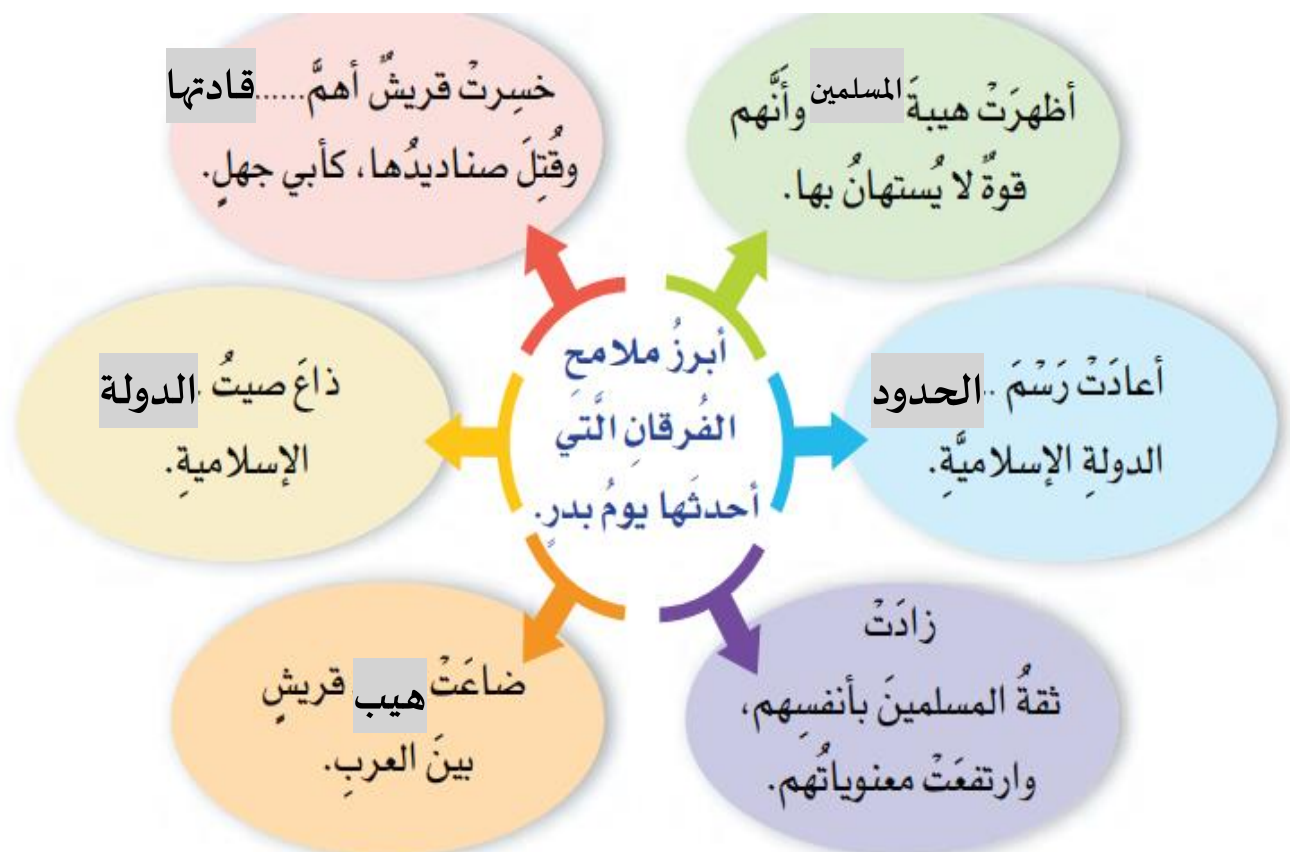 أظهرَتْ هيبةَ المسلمين وأَنَّهم
قوةٌ لا يُستهانُ بها.
خسِرتْ قريشٌ أهمَّ......قادتها
وقُتِلَ صناديدُها، كأبي جهلٍ.
أبرزُ ملامحِ
الفُرقانِ الَّتي
أحدثَها يومُ بدرٍ.
أعادَتْ رَسْمَ ..الحدود
الدولةِ الإسلاميَّةِ.
ذاعَ صيتُ .الدولة
الإسلاميةِ.
زادَتْ
ثقةُ المسلمينَ بأنفسِهم،
وارتفعَتْ معنوياتُهم.
ضاعَتْ هيب قريشٍ
بينَ العربِ.